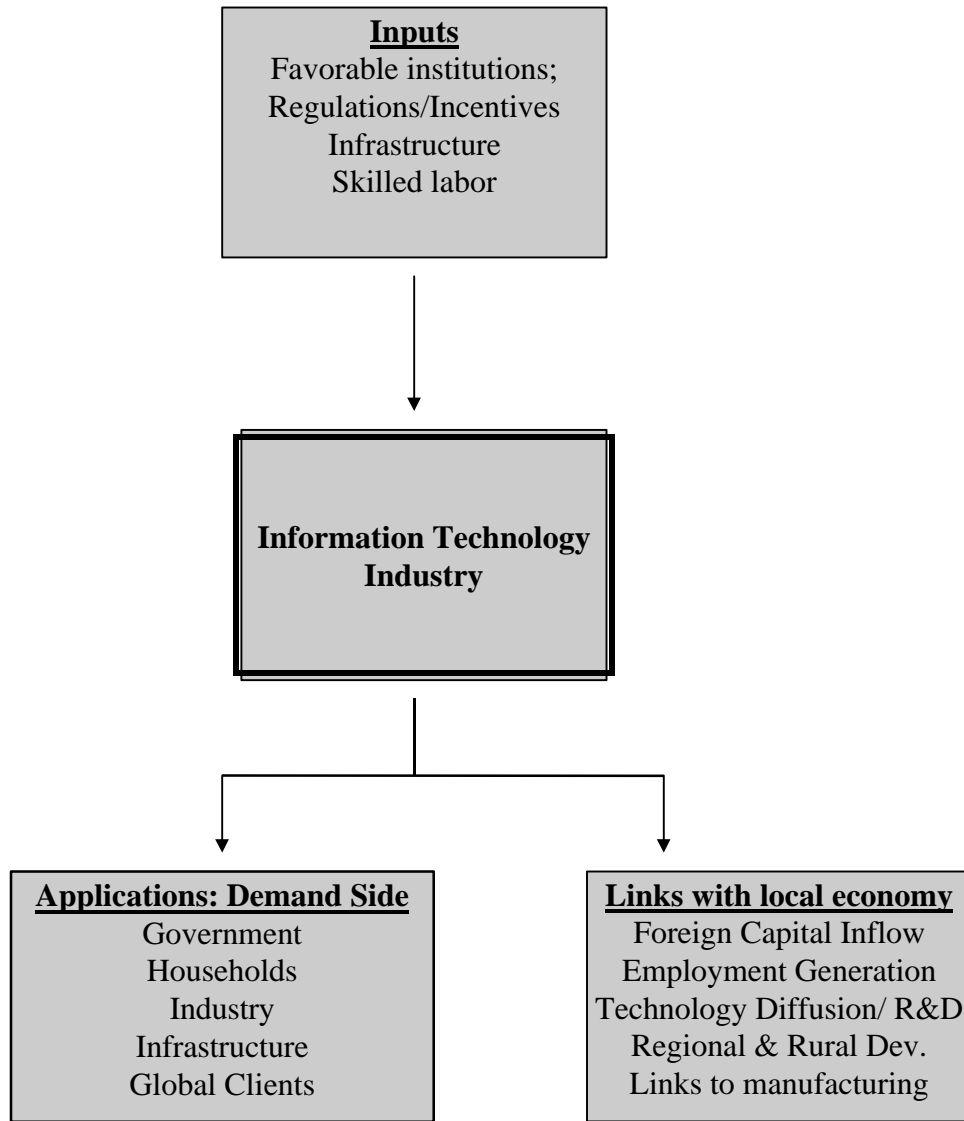 Inputs
Favorable institutions;
Regulations/Incentives
Infrastructure
Skilled labor
Information Technology
Industry
Applications: Demand Side
Government
Households
Industry
Infrastructure
Global Clients
Links with local economy
Foreign Capital Inflow
Employment Generation
Technology Diffusion/ R&D
Regional & Rural Dev.
Links to manufacturing